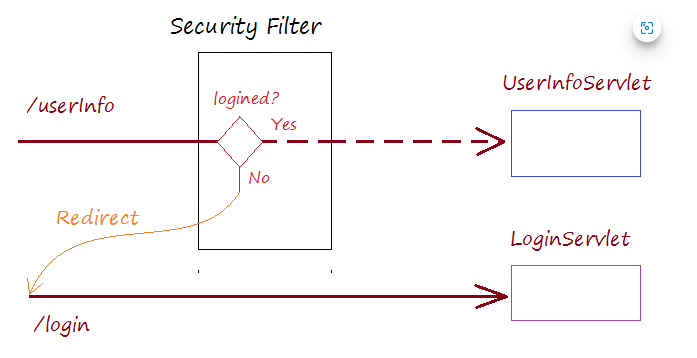 Security Filter
UserInfoServlet
/userInfo
logined?
Yes
No
Redirect
LoginServlet
/login